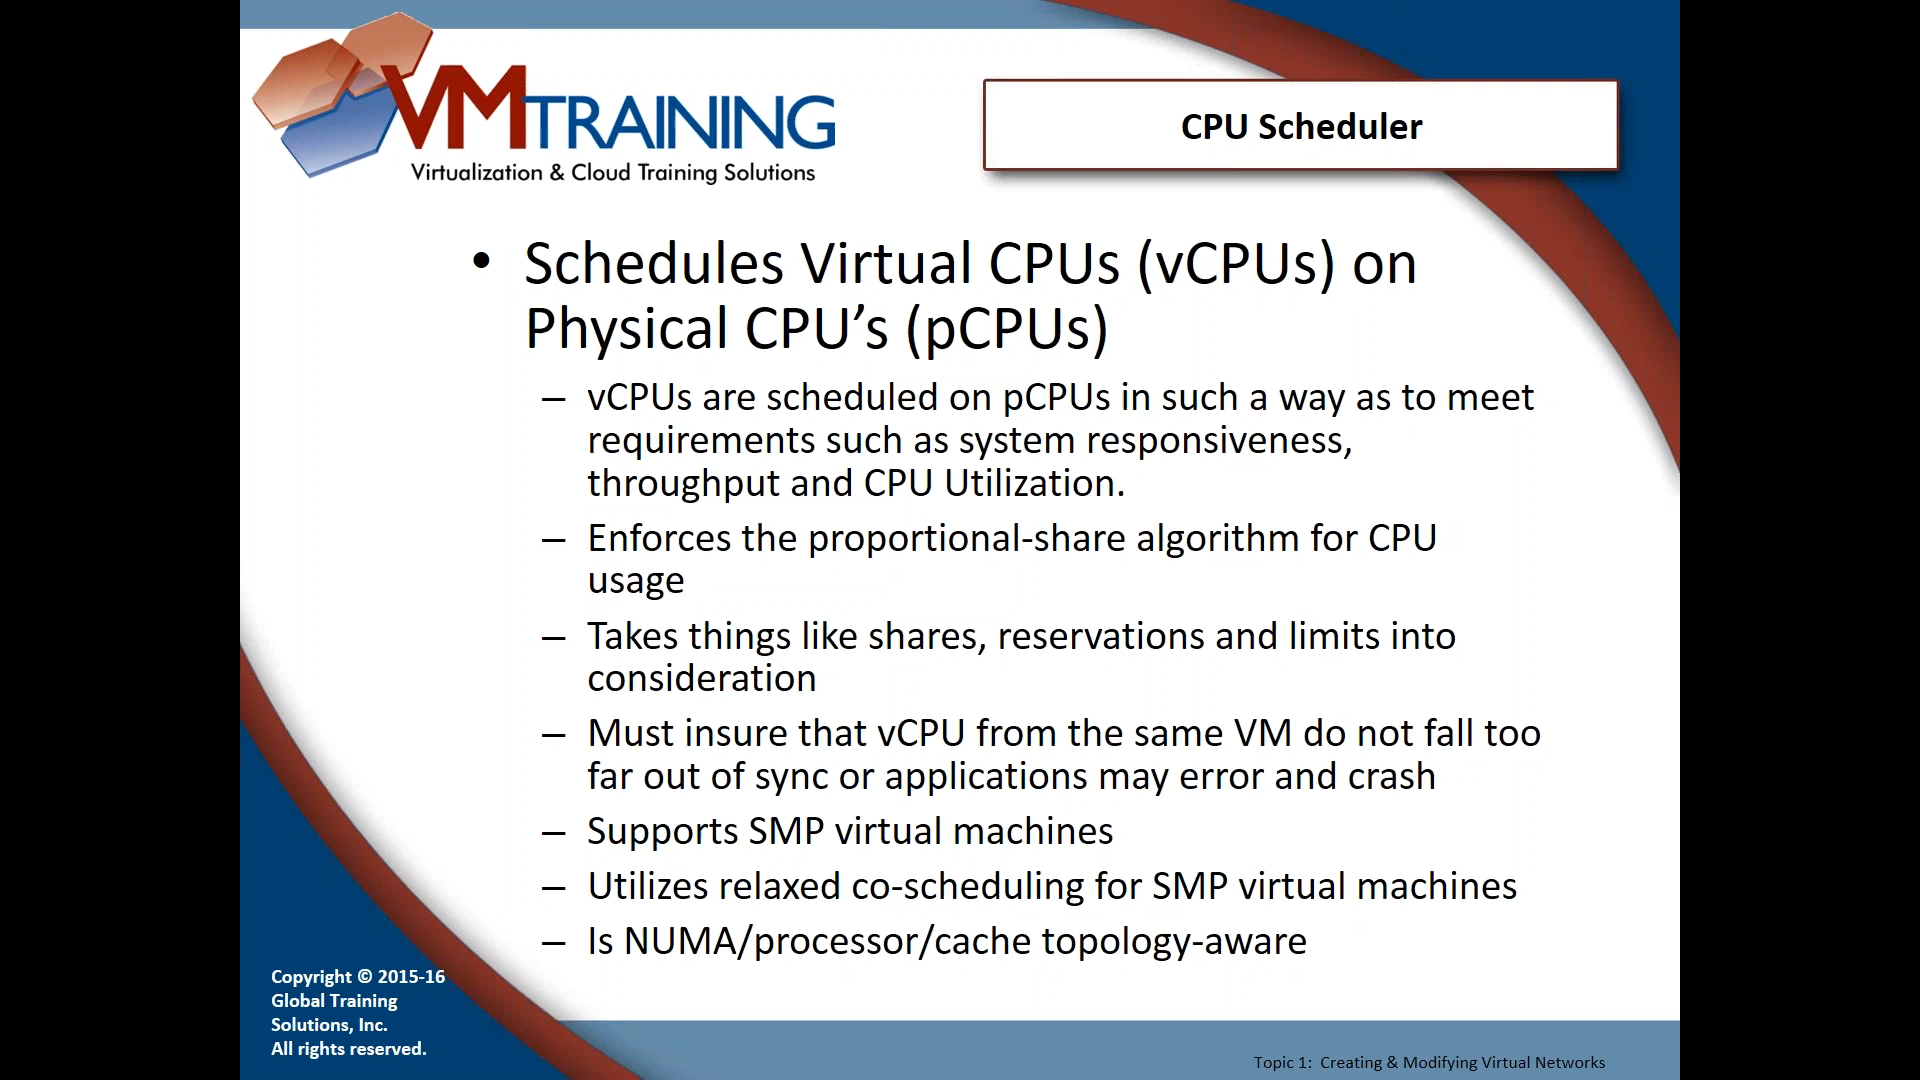 VMTRAINING
Virtualization & Cloud Training Solutions
CPU Scheduler
• Schedules Virtual CPUs (vCPUs) on
Physical CPU’s (pCPUs)
– vCPUs are scheduled on pCPUs in such a way as to meet
requirements such as system responsiveness,
throughput and CPU Utilization.
– Enforces the proportional-share algorithm for CPU
usage
– Takes things like shares, reservations and limits into
consideration
– Must insure that vCPU from the same VM do not fall too
far out of sync or applications may error and crash
– Supports SMP virtual machines
– Utilizes relaxed co-scheduling for SMP virtual machines
– Is NUMA/processor/cache topology-aware
Copyright © 2015-16
Global Training
Solutions, Inc.
All rights reserved.
Topic 1: Creating & Modifying Virtual Networks